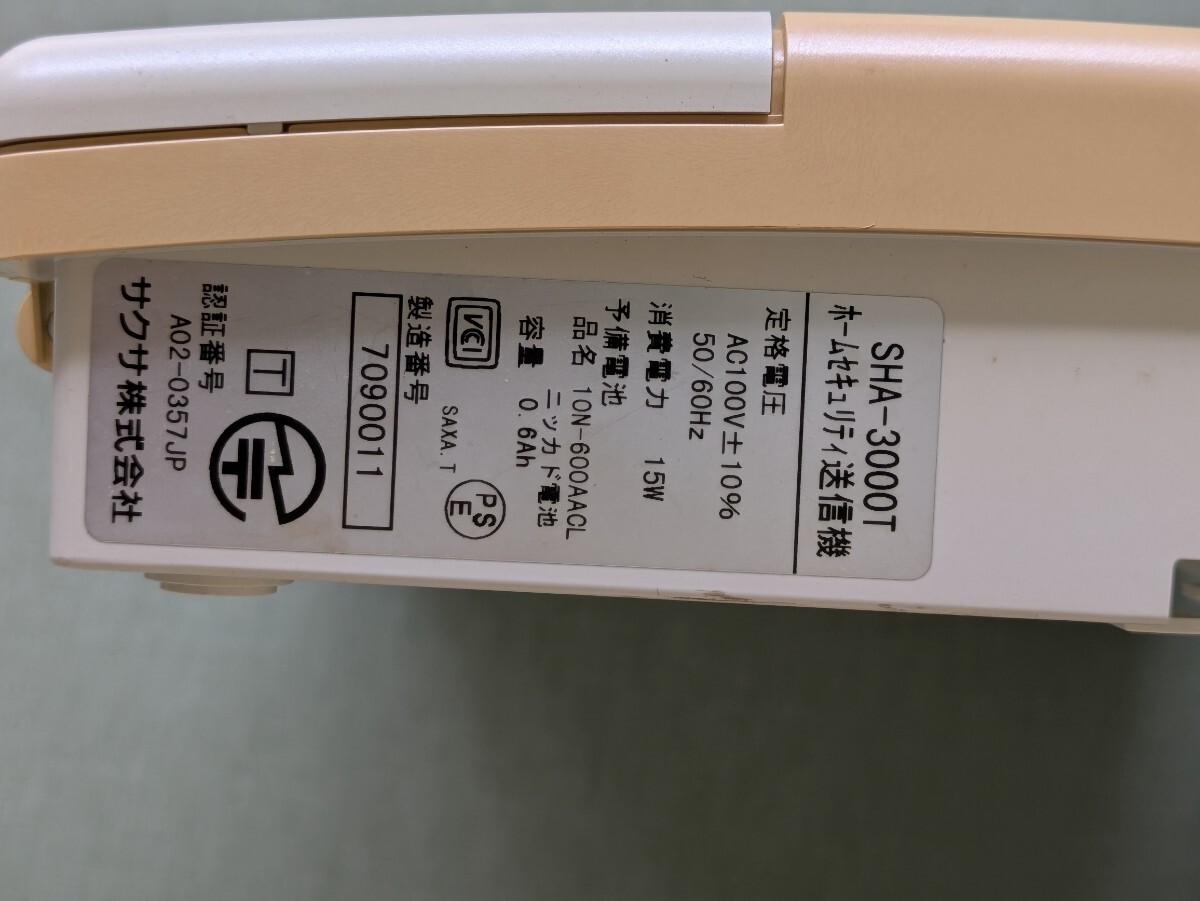 SHA-3000T
ホームセキュリティ送信機
定格電圧
AC100V±10%
50/60Hz
消費電力 15W
予備電池
品名 10N-600AACL
ニッカド電池
容量 0.6Ah
VCI
PS
E
SAXA.T
製造番号
7090011
T
認証番号
A02-0357JP
サクサ株式会社